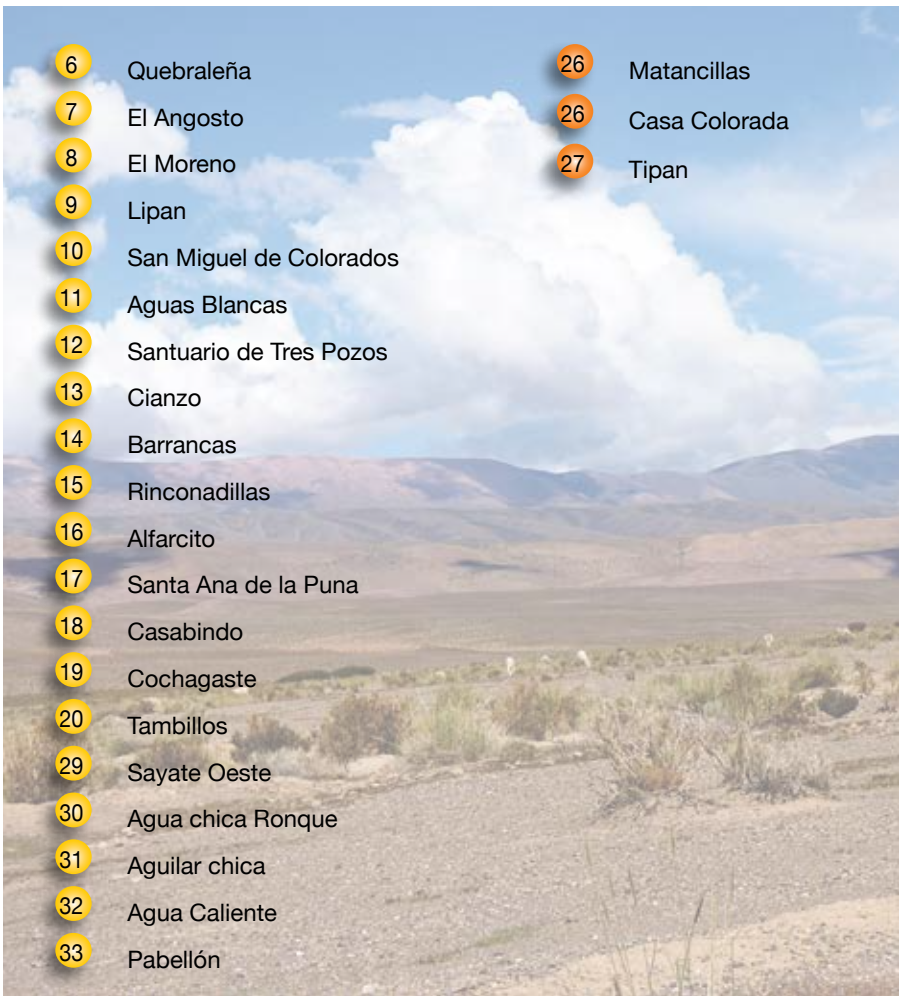 6 Quebraleña
7 El Angosto
8 El Moreno
9 Lipan
10 San Miguel de Colorados
11 Aguas Blancas
12 Santuario de Tres Pozos
13 Cianzo
14 Barrancas
15 Rinconadillas
16 Alfarcito
17 Santa Ana de la Puna
18 Casabindo
19 Cochagaste
20 Tambillos
29 Sayate Oeste
30 Agua chica Ronque
31 Aguilar chica
32 Agua Caliente
33 Pabellón
26 Matancillas
26 Casa Colorada
27 Tipan